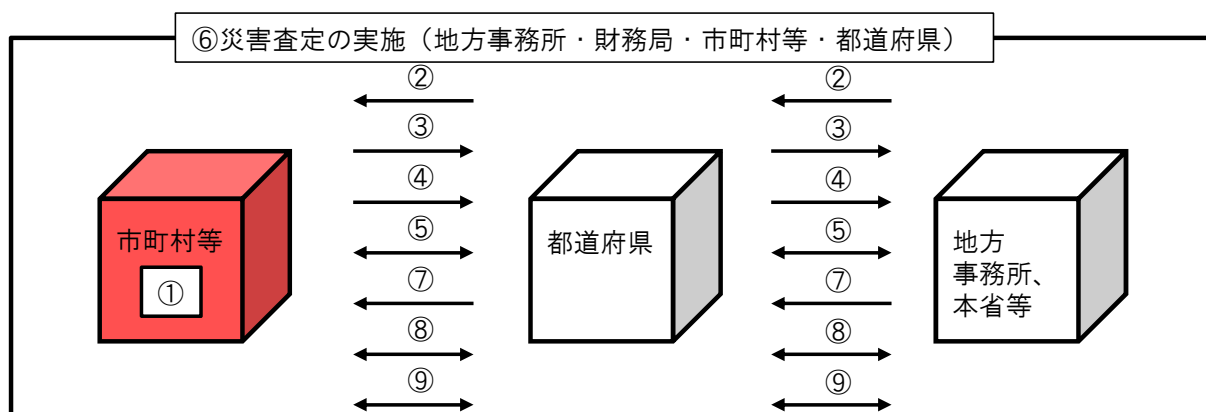 ⑥災害査定の実施（地方事務所・財務局・市町村等・都道府県）
② ②
③ ③
④ ④
市町村等
①
⑤ ⑤
都道府県
地方
事務所、
本省等
⑦ ⑦
⑧ ⑧
⑨ ⑨